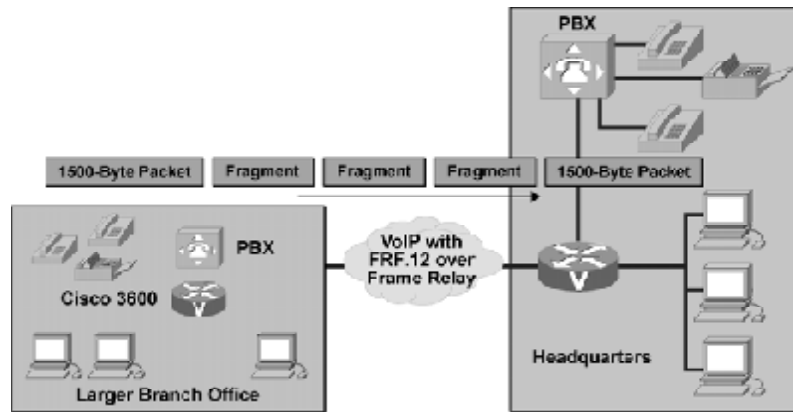 PBX
1500-Byte Packet
Fragment
Fragment
Fragment
1500-Byte Packet
PBX
Cisco 3600
V
Larger Branch Office
VoIP with
FRF.12 over
Frame Relay
V
Headquarters